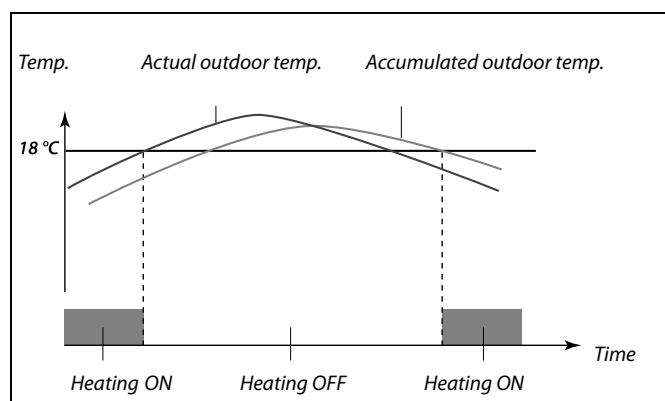 Temp.
Actual outdoor temp.
Accumulated outdoor temp.
18 °C
Time
Heating ON
Heating OFF
Heating ON